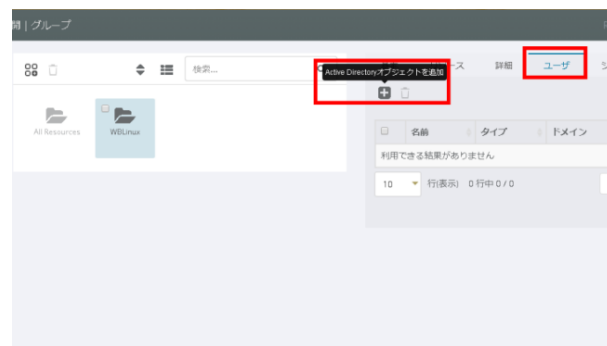 開 | グループ
検索...
Active Directoryオブジェクトを追加
ース
詳細
ユーザ
All Resources
WBLinux
名前
タイプ
ドメイン
利用できる結果がありません
10
行(表示) 0 行中 0 / 0